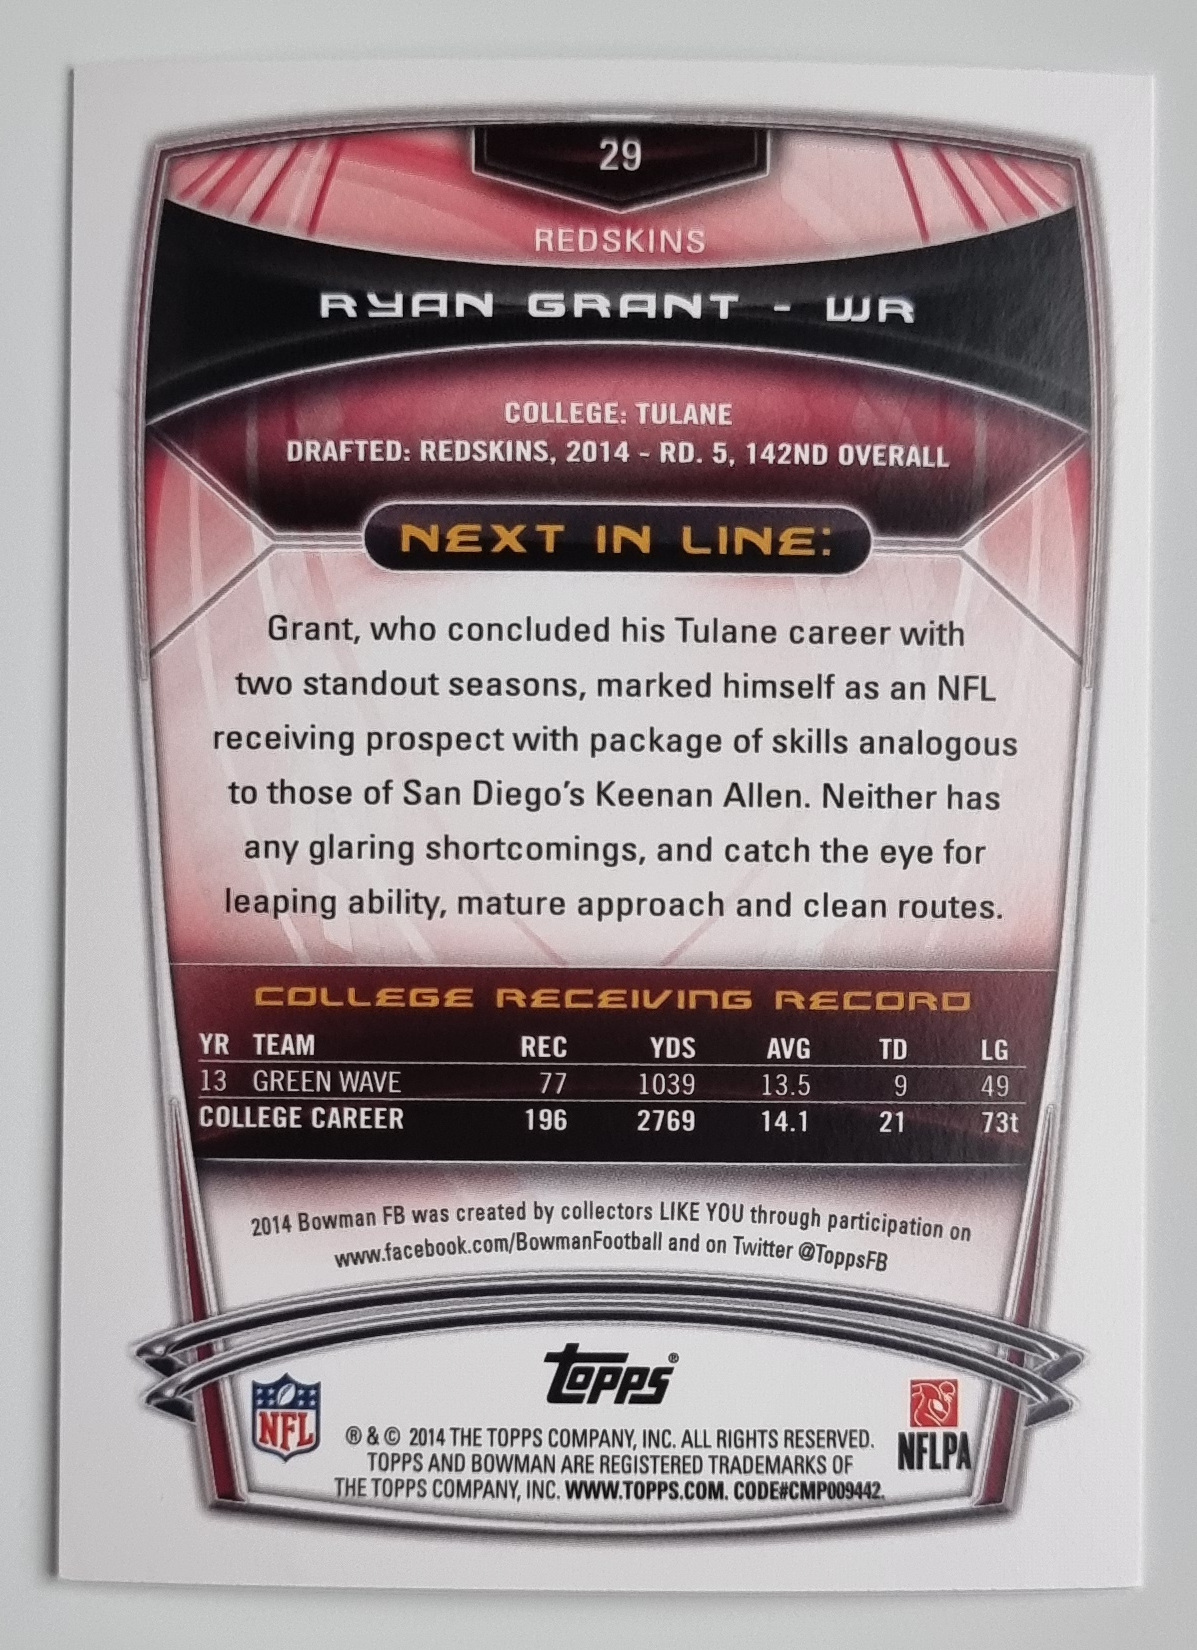 29
REDSKINS
RYAN GRANT - WR
COLLEGE: TULANE
DRAFTED: REDSKINS, 2014 - RD. 5, 142ND OVERALL
NEXT IN LINE:
Grant, who concluded his Tulane career with
two standout seasons, marked himself as an NFL
receiving prospect with package of skills analogous
to those of San Diego's Keenan Allen. Neither has
any glaring shortcomings, and catch the eye for
leaping ability, mature approach and clean routes.
COLLEGE RECEIVING RECORD
YR TEAM REC YDS AVG TD LG
13 GREEN WAVE 77 1039 13.5 9 49
COLLEGE CAREER 196 2769 14.1 21 73t
2014 Bowman FB was created by collectors LIKE YOU through participation on
www.facebook.com/BowmanFootball and on Twitter @ToppsFB
Topps®
NFL
NFLPA
® & © 2014 THE TOPPS COMPANY, INC. ALL RIGHTS RESERVED.
TOPPS AND BOWMAN ARE REGISTERED TRADEMARKS OF
THE TOPPS COMPANY, INC. WWW.TOPPS.COM. CODE#CMP009442.